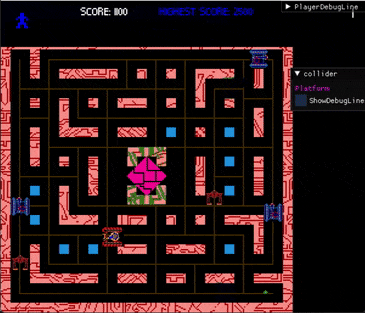 SCORE: 1100 HIGHEST SCORE: 2500
▶ PlayerDebugLine
▼ collider
Platform
ShowDebugLine